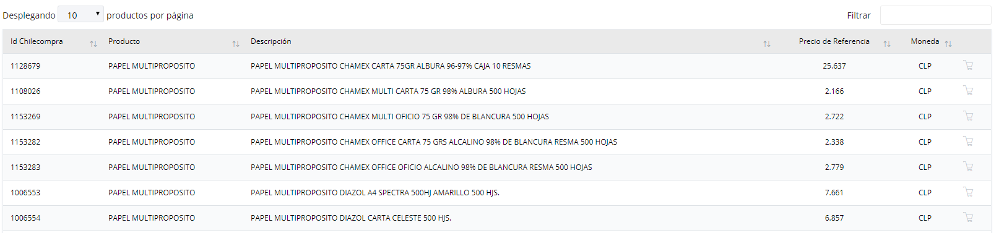 Desplegando 10 productos por página Filtrar
Id Chilecompra Producto Descripción Precio de Referencia Moneda
1128679 PAPEL MULTIPROPOSITO PAPEL MULTIPROPOSITO CHAMEX CARTA 75GR ALBURA 96-97% CAJA 10 RESMAS 25.637 CLP
1108026 PAPEL MULTIPROPOSITO PAPEL MULTIPROPOSITO CHAMEX MULTI CARTA 75 GR 98% ALBURA 500 HOJAS 2.166 CLP
1153269 PAPEL MULTIPROPOSITO PAPEL MULTIPROPOSITO CHAMEX MULTI OFICIO 75 GR 98% DE BLANCURA 500 HOJAS 2.722 CLP
1153282 PAPEL MULTIPROPOSITO PAPEL MULTIPROPOSITO CHAMEX OFFICE CARTA 75 GRS ALCALINO 98% DE BLANCURA RESMA 500 HOJAS 2.338 CLP
1153283 PAPEL MULTIPROPOSITO PAPEL MULTIPROPOSITO CHAMEX OFFICE OFICIO ALCALINO 98% DE BLANCURA RESMA 500 HOJAS 2.779 CLP
1006553 PAPEL MULTIPROPOSITO PAPEL MULTIPROPOSITO DIAZOL A4 SPECTRA 500HJ AMARILLO 500 HJS. 7.661 CLP
1006554 PAPEL MULTIPROPOSITO PAPEL MULTIPROPOSITO DIAZOL CARTA CELESTE 500 HJS. 6.857 CLP